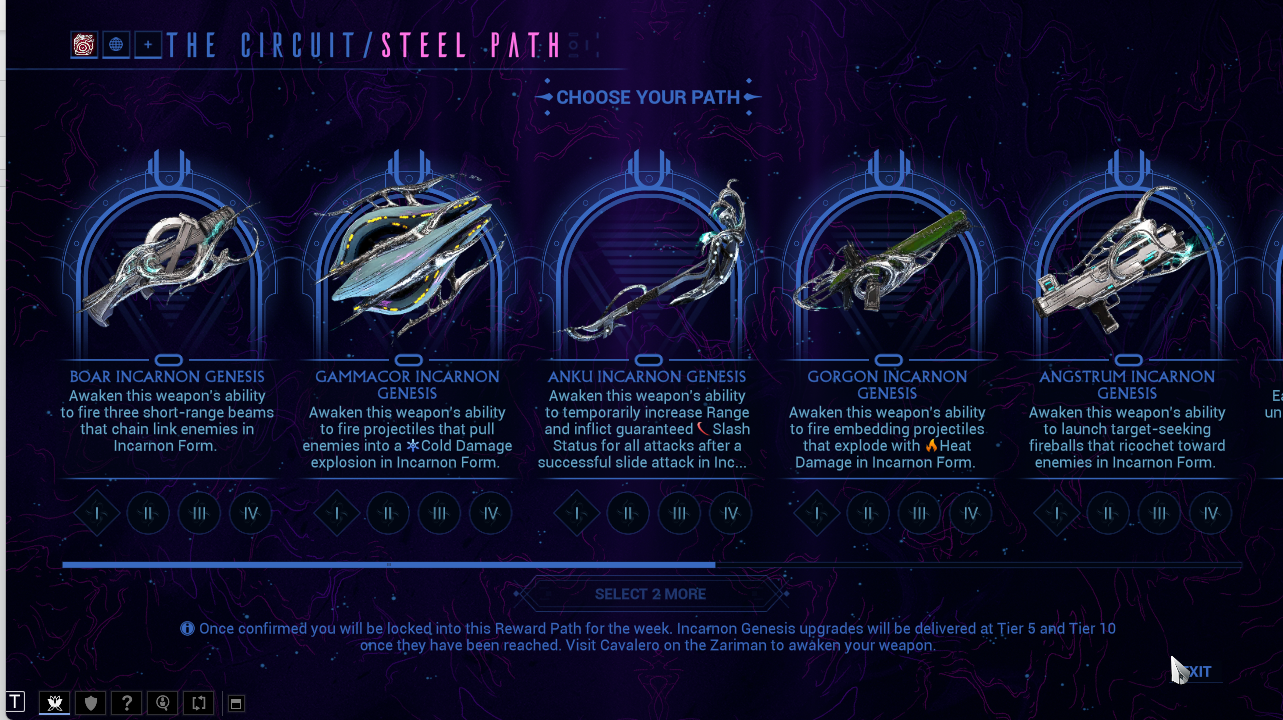 THE CIRCUIT/STEEL PATH
CHOOSE YOUR PATH
BOAR INCARNON GENESIS
Awaken this weapon's ability
to fire three short-range beams
that chain link enemies in
Incarnon Form.
I II III IV
GAMMACOR INCARNON
GENESIS
Awaken this weapon's ability
to fire projectiles that pull
enemies into a Cold Damage
explosion in Incarnon Form.
I II III IV
ANKU INCARNON GENESIS
Awaken this weapon's ability
to temporarily increase Range
and inflict guaranteed Slash
Status for all attacks after a
successful slide attack in Inc...
I II III IV
GORGON INCARNON
GENESIS
Awaken this weapon's ability
to fire embedding projectiles
that explode with Heat
Damage in Incarnon Form.
I II III IV
ANGSTRUM INCARNON
GENESIS
Awaken this weapon's ability
to launch target-seeking
fireballs that ricochet toward
enemies in Incarnon Form.
I II III IV
SELECT 2 MORE
Once confirmed you will be locked into this Reward Path for the week. Incarnon Genesis upgrades will be delivered at Tier 5 and Tier 10
once they have been reached. Visit Cavalero on the Zariman to awaken your weapon.
EXIT
T